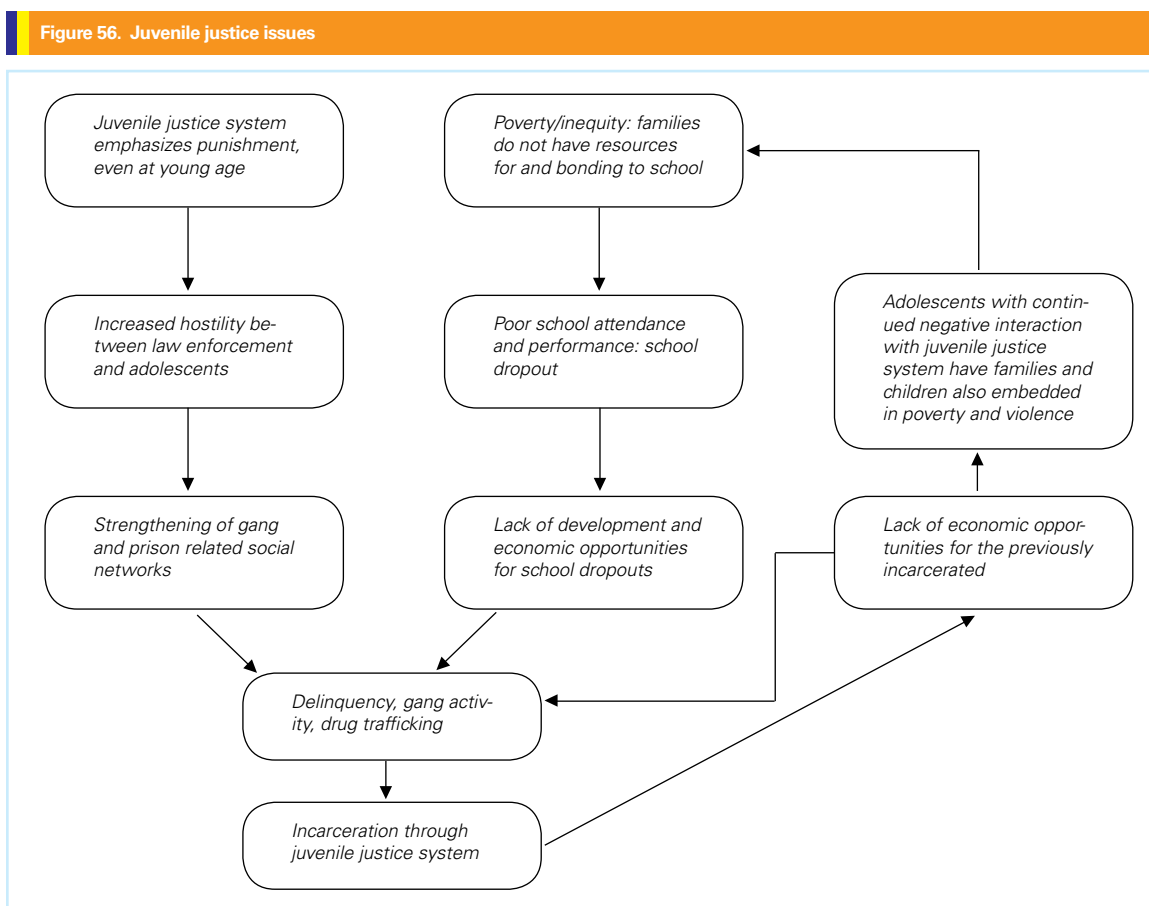 Figure 56. Juvenile justice issues
Juvenile justice system
emphasizes punishment,
even at young age
Poverty/inequity: families
do not have resources
for and bonding to school
Increased hostility be-
tween law enforcement
and adolescents
Poor school attendance
and performance: school
dropout
Adolescents with contin-
ued negative interaction
with juvenile justice
system have families and
children also embedded
in poverty and violence
Strengthening of gang
and prison related social
networks
Lack of development and
economic opportunities
for school dropouts
Lack of economic oppor-
tunities for the previously
incarcerated
Delinquency, gang activ-
ity, drug trafficking
Incarceration through
juvenile justice system